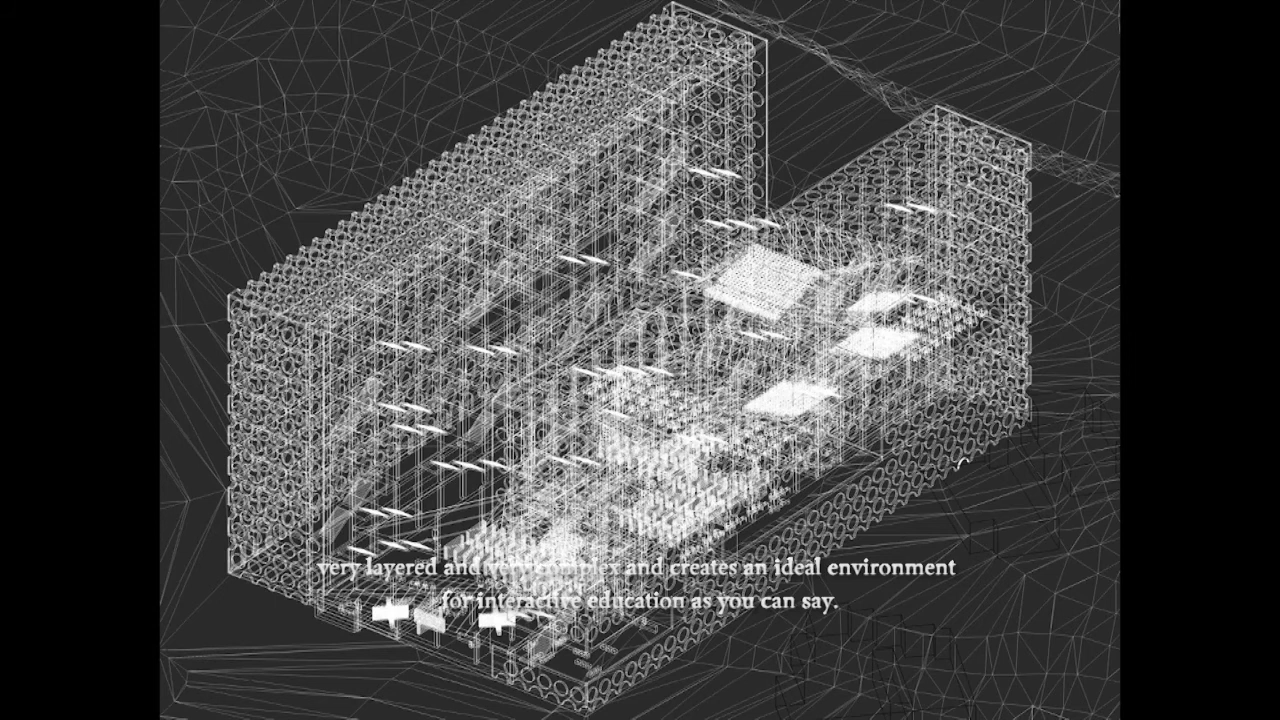 very layered and very complex and creates an ideal environment
for interactive education as you can say.